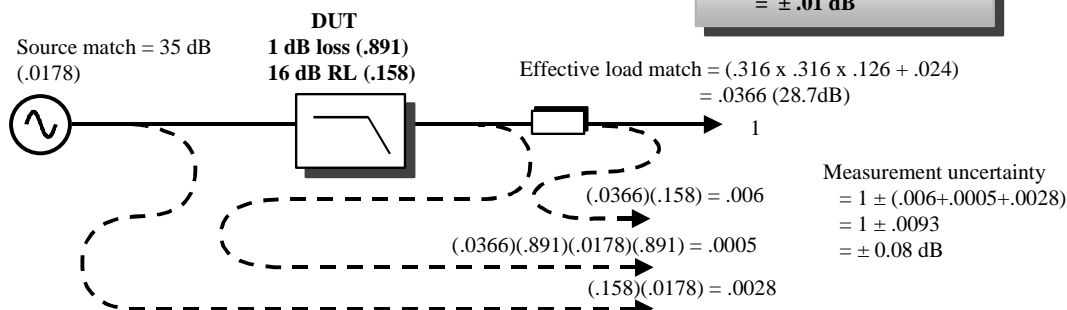 = ± .01 dB
DUT
1 dB loss (.891)
16 dB RL (.158)
Source match = 35 dB
(.0178)
Effective load match = (.316 x .316 x .126 + .024)
= .0366 (28.7dB)
1
Measurement uncertainty
= 1 ± (.006+.0005+.0028)
= 1 ± .0093
= ± 0.08 dB
(.0366)(.158) = .006
(.0366)(.891)(.0178)(.891) = .0005
(.158)(.0178) = .0028